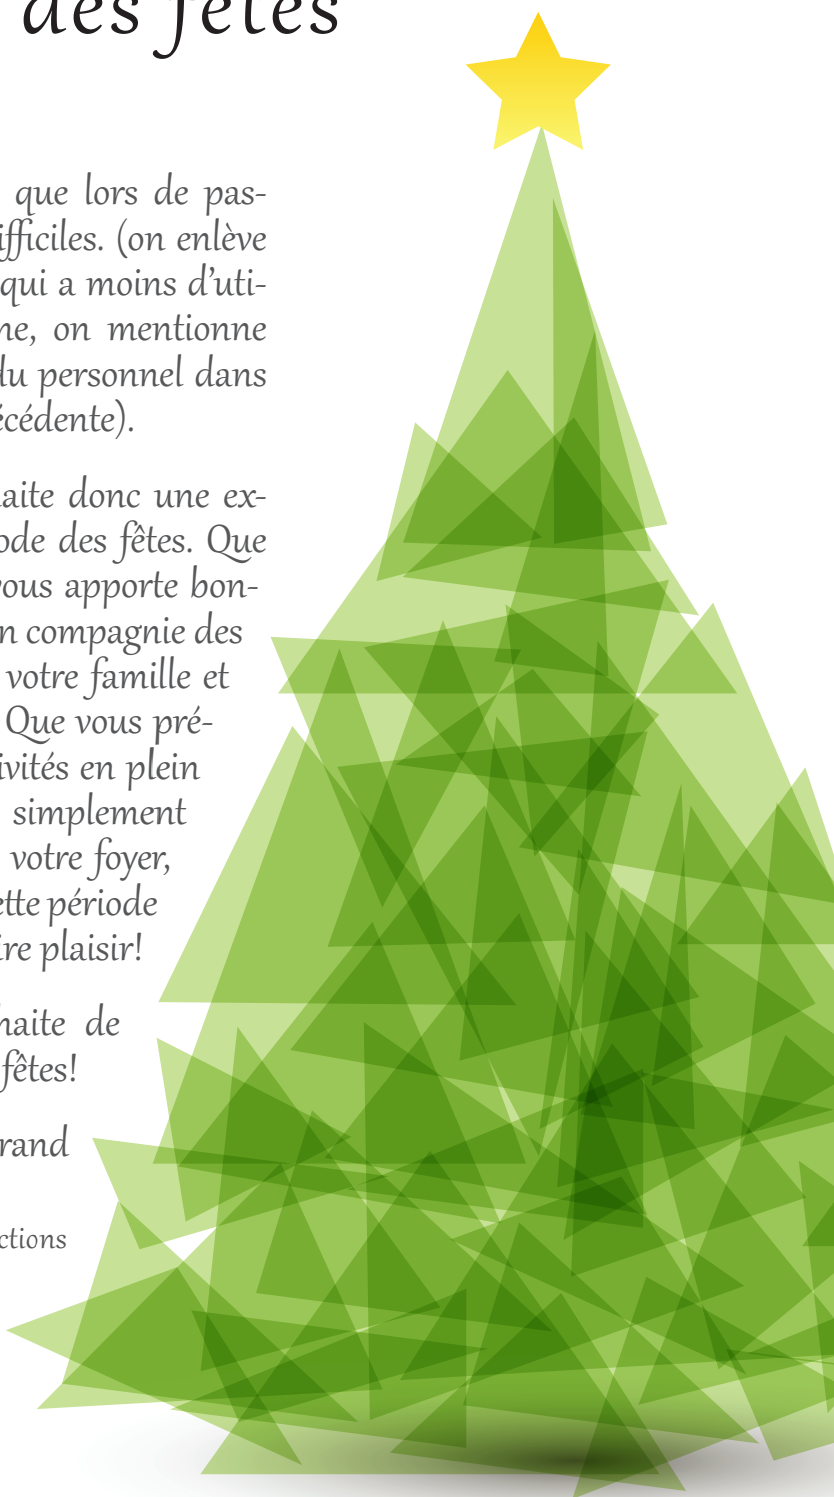 des fêtes
que lors de pas-
ifficiles. (on enlève
qui a moins d'uti-
ne, on mentionne
du personnel dans
écédente).
aite donc une ex-
ode des fêtes. Que
vous apporte bon-
n compagnie des
votre famille et
Que vous pré-
ivités en plein
simplement
votre foyer,
ette période
ire plaisir!
haite de
fêtes!
rand
ctions